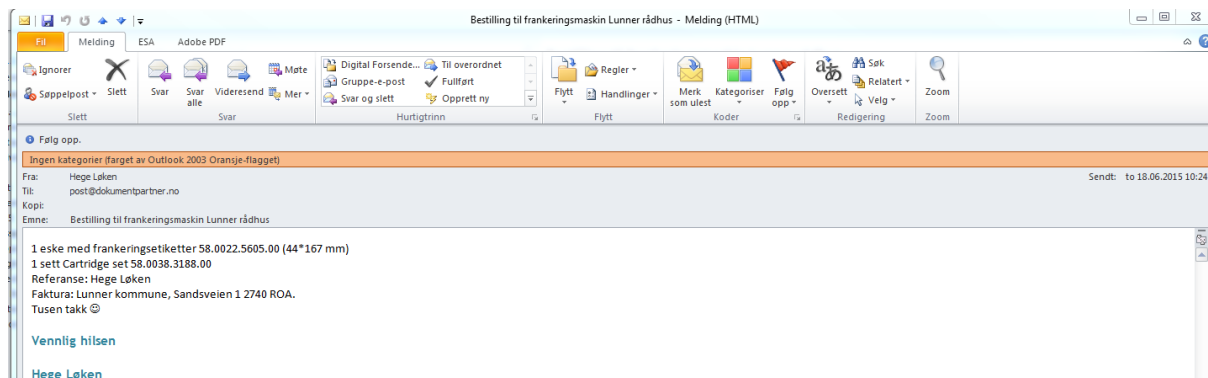 Bestilling til frankeringsmaskin Lunner rådhus - Melding (HTML)
Fil Melding ESA Adobe PDF
Ignorer
Søppelpost
Slett
Svar
Svar alle
Videresend
Møte
Mer
Digital Forsende...
Gruppe-e-post
Svar og slett
Til overordnet
Fullført
Opprett ny
Flytt
Regler
Handlinger
Merk som ulest
Kategoriser
Følg opp
Oversett
Søk
Relatert
Velg
Zoom
Slett Svar Hurtigtrinn Flytt Koder Redigering Zoom
Følg opp.
Ingen kategorier (farget av Outlook 2003 Oransje-flagget)
Fra: Hege Løken Sendt: to 18.06.2015 10:24
Til: post@dokumentpartner.no
Kopi:
Emne: Bestilling til frankeringsmaskin Lunner rådhus
1 eske med frankeringsetiketter 58.0022.5605.00 (44*167 mm)
1 sett Cartridge set 58.0038.3188.00
Referanse: Hege Løken
Faktura: Lunner kommune, Sandsveien 1 2740 ROA.
Tusen takk ☺
Vennlig hilsen
Hege Løken